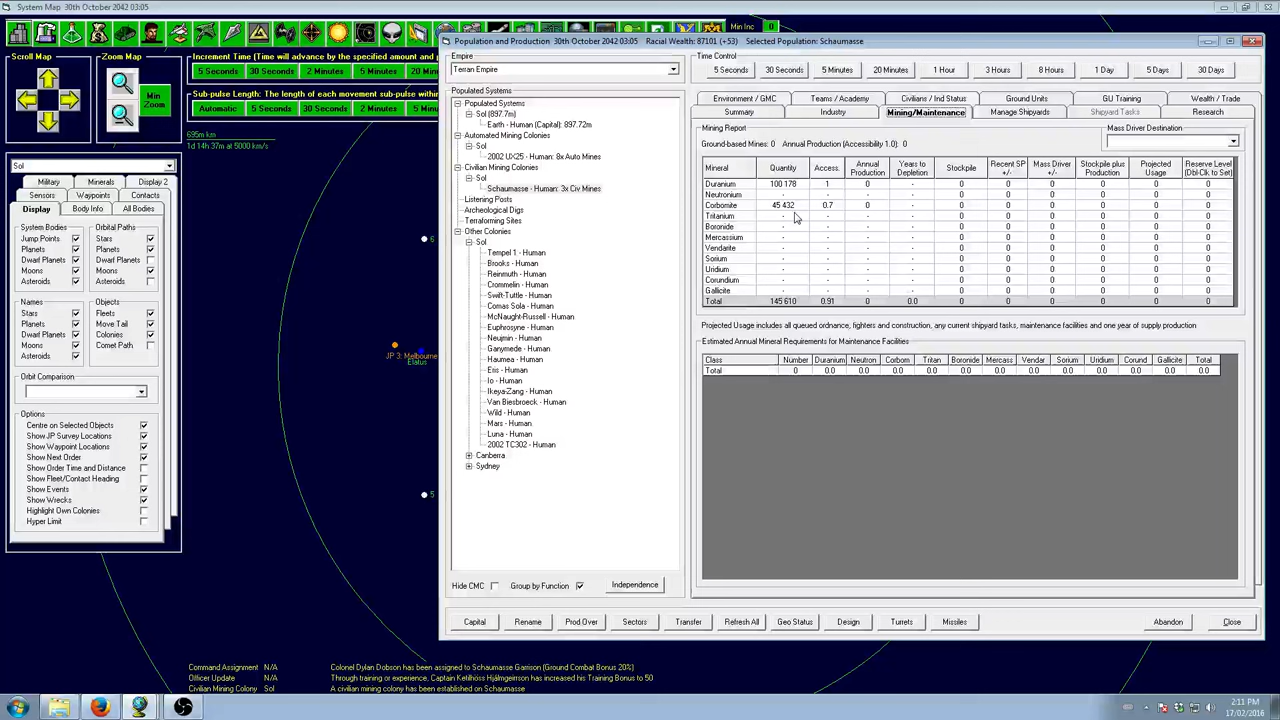 System Map 30th October 2042 03:05
Min Inc 0
Scroll Map
Zoom Map
Min
Zoom
Increment Time (Advance by the specified amount and
5 Seconds 30 Seconds 2 Minutes 5 Minutes 20 Min
Sub-pulse Length: The length of each movement sub-pulse within
Automatic 5 Seconds 30 Seconds 2 Minutes 5
695m km
1d 14h 37m at 5000 km/s
Sol
Military Minerals Display 2
Sensors Waypoints Contacts
Display Body Info All Bodies
System Bodies Orbital Paths
Jump Points Stars
Planets Planets
Dwarf Planets Dwarf Planets
Moons Moons
Asteroids Asteroids
Names Objects
Stars Fleets
Planets Move Tail
Dwarf Planets Colonies
Moons Comet Path
Asteroids
Orbit Comparison
Options
Centre on Selected Objects
Show JP Survey Locations
Show Waypoint Locations
Show Next Order
Show Order Time and Distance
Show Fleet/Contact Heading
Show Events
Show Wrecks
Highlight Own Colonies
Hyper Limit
6
JP 3: Melbourne
Elatus
5
Population and Production 30th October 2042 03:05 Racial Wealth: 87101 (+53) Selected Population: Schaumasse
Empire
Terran Empire
Time Control
5 Seconds 30 Seconds 5 Minutes 20 Minutes 1 Hour 3 Hours 8 Hours 1 Day 5 Days 30 Days
Populated Systems
Populated Systems
Sol (897.7m)
Earth - Human (Capital): 897.72m
Automated Mining Colonies
Sol
2002 UX25 - Human: 8x Auto Mines
Civilian Mining Colonies
Sol
Schaumasse - Human: 3x Civ Mines
Listening Posts
Archeological Digs
Terraforming Sites
Other Colonies
Sol
Tempel 1 - Human
Brooks - Human
Reinmuth - Human
Crommelin - Human
Swift-Tuttle - Human
Comas Sola - Human
McNaught-Russell - Human
Euphrosyne - Human
Neujmin - Human
Ganymede - Human
Haumea - Human
Eris - Human
Io - Human
Ikeya-Zang - Human
Van Biesbroeck - Human
Wild - Human
Mars - Human
Luna - Human
2002 TC302 - Human
Canberra
Sydney
Hide CMC Group by Function Independence
Environment / GMC Teams / Academy Civilians / Ind Status Ground Units GU Training Wealth / Trade
Summary Industry Mining/Maintenance Manage Shipyards Shipyard Tasks Research
Mining Report
Ground-based Mines: 0 Annual Production (Accessibility 1.0): 0
Mass Driver Destination
Mineral Quantity Access. Annual Production Years to Depletion Stockpile Recent SP +/- Mass Driver +/- Stockpile plus Production Projected Usage Reserve Level (Dbl-Clk to Set)
Duranium 100 178 1 0 - 0 0 0 0 0 0
Neutronium - - - - 0 0 0 0 0 0
Corbomite 45 432 0.7 0 - 0 0 0 0 0 0
Tritanium - - - - 0 0 0 0 0 0
Boronide - - - - 0 0 0 0 0 0
Mercassium - - - - 0 0 0 0 0 0
Vendarite - - - - 0 0 0 0 0 0
Sorium - - - - 0 0 0 0 0 0
Uridium - - - - 0 0 0 0 0 0
Corundium - - - - 0 0 0 0 0 0
Gallicite - - - - 0 0 0 0 0 0
Total 145 610 0.91 0 0.0 0 0 0 0 0 0
Projected Usage includes all queued ordnance, fighters and construction, any current shipyard tasks, maintenance facilities and one year of supply production
Estimated Annual Mineral Requirements for Maintenance Facilities
Class Number Duranium Neutron Corbom Tritan Boronide Mercass Vendar Sorium Uridium Corund Gallicite Total
Total 0 0.0 0.0 0.0 0.0 0.0 0.0 0.0 0.0 0.0 0.0 0.0 0.0
Capital Rename Prod Over Sectors Transfer Refresh All Geo Status Design Turrets Missiles Abandon Close
Command Assignment N/A Colonel Dylan Dobson has been assigned to Schaumasse Garrison (Ground Combat Bonus 20%)
Officer Update N/A Through training or experience, Captain Ketilhöss Hjálmgeirrson has increased his Training Bonus to 50
Civilian Mining Colony Sol A civilian mining colony has been established on Schaumasse
2:11 PM
17/02/2016